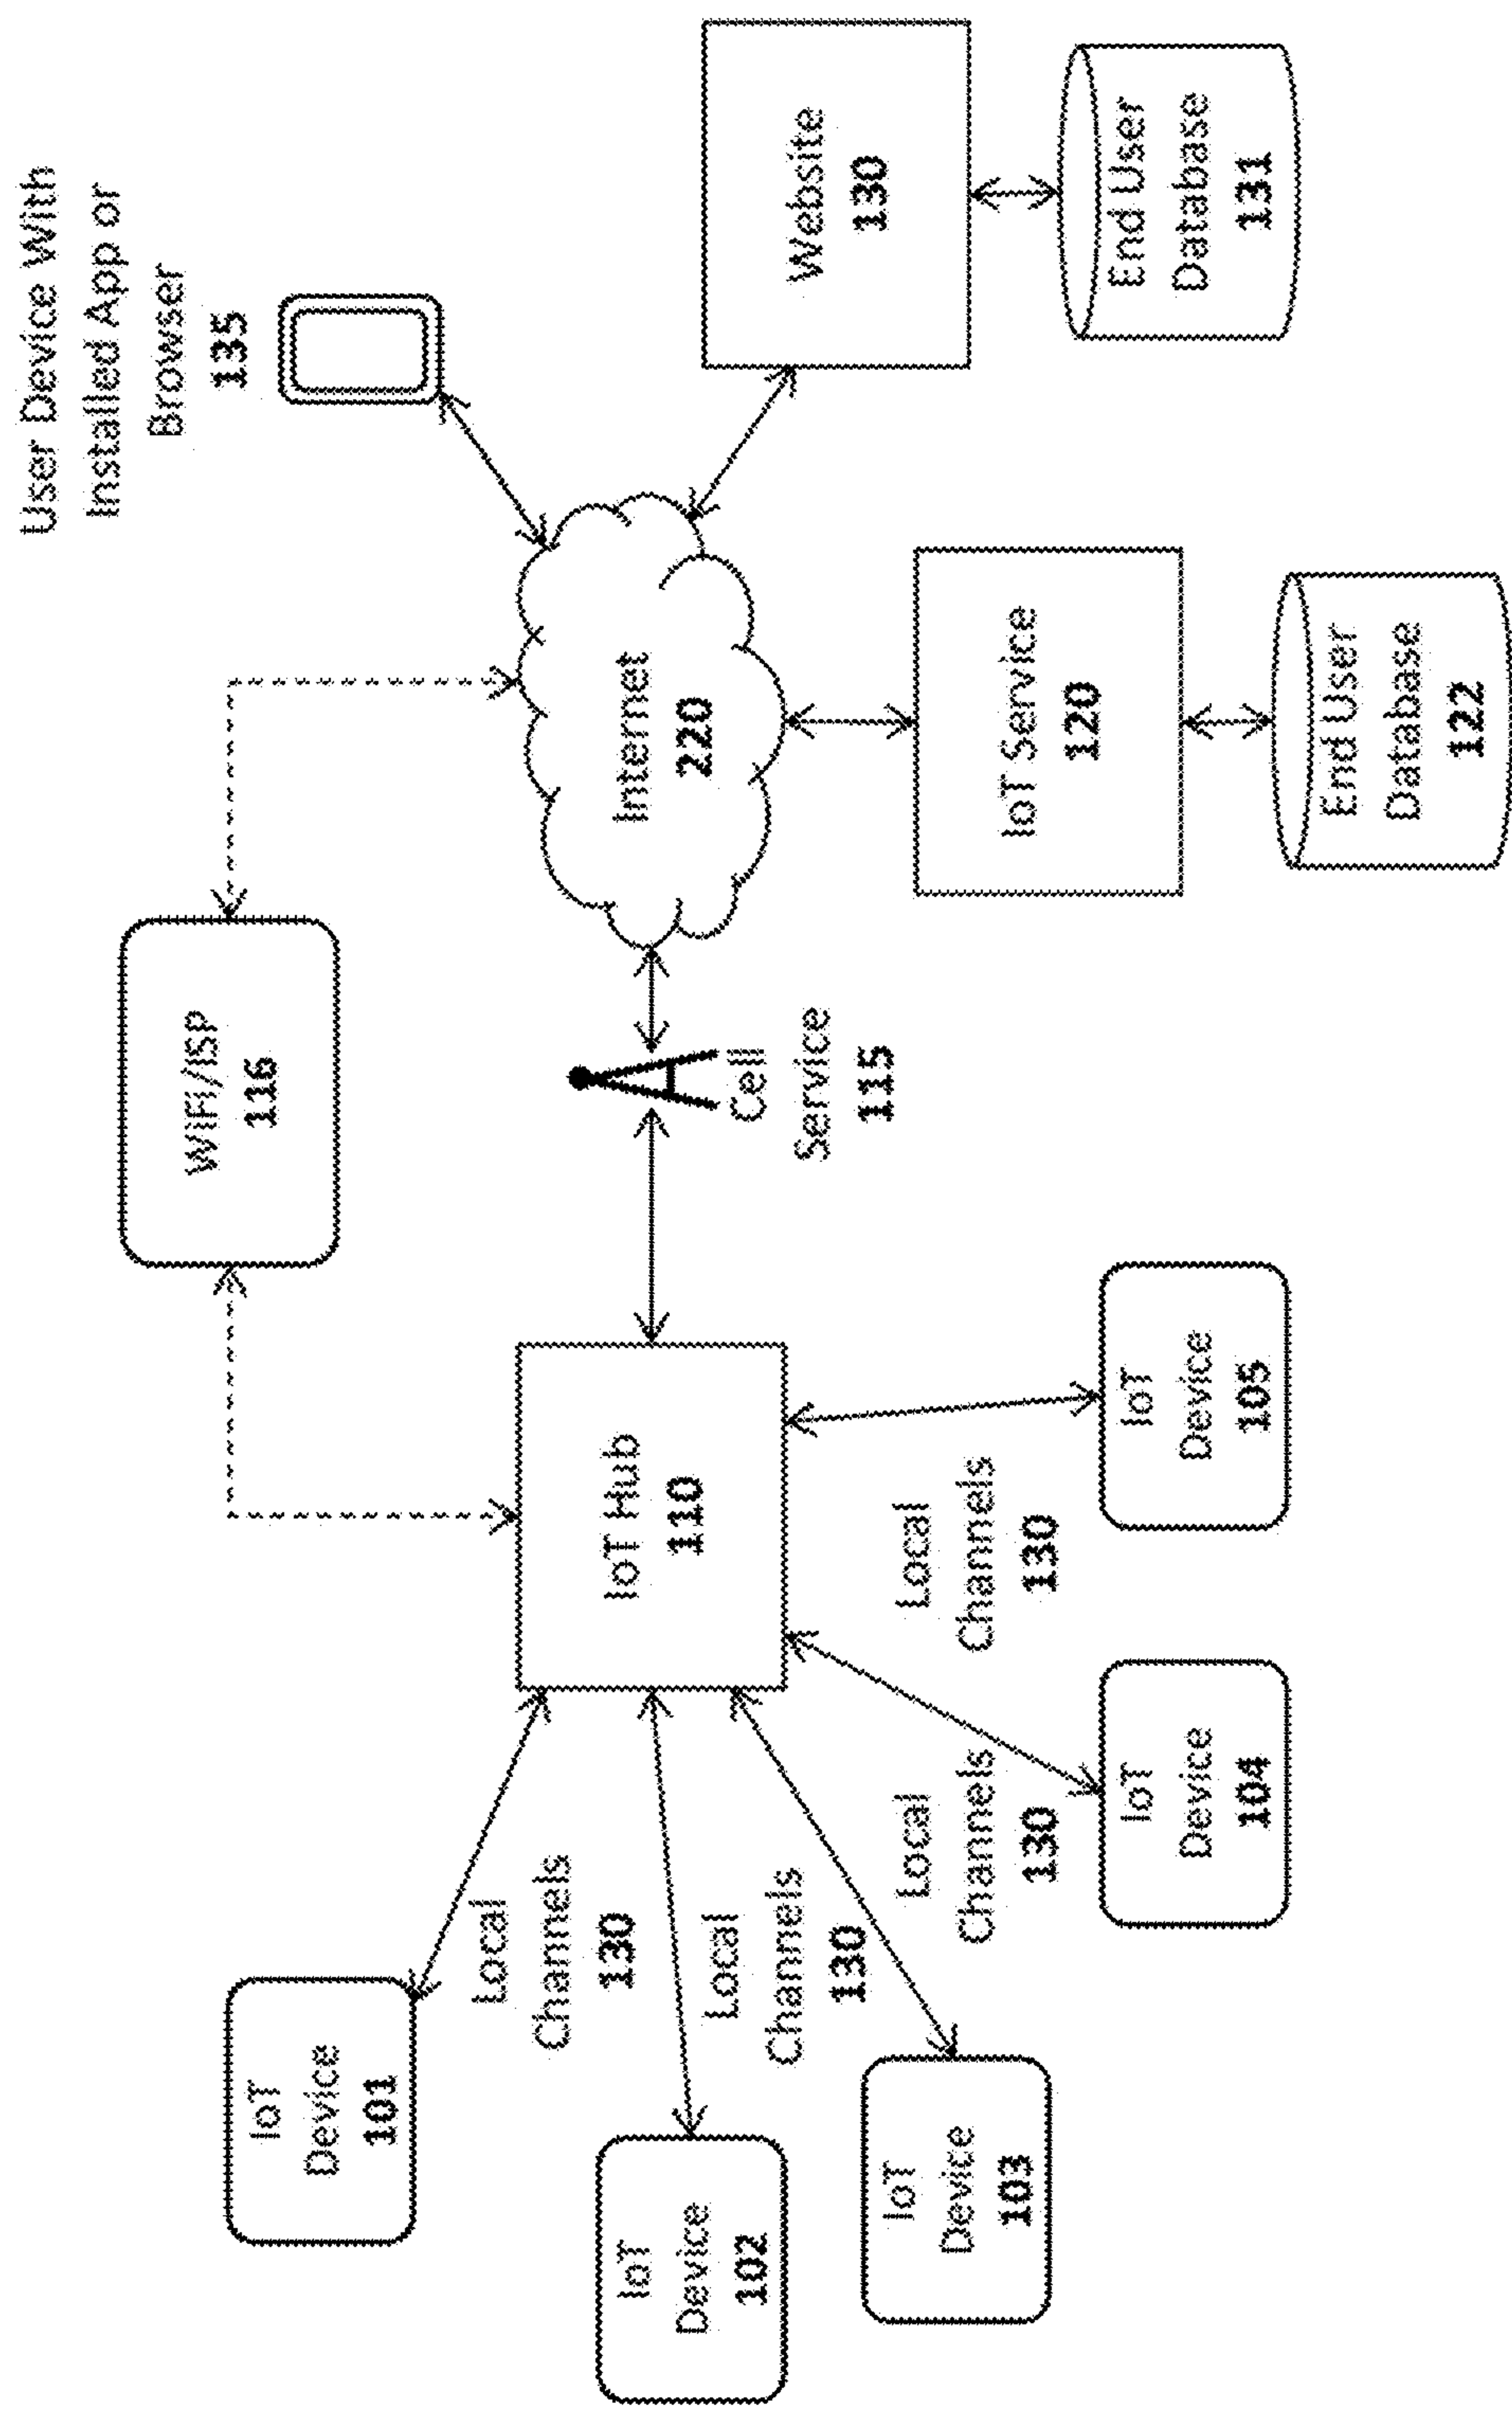 User Device With
Installed App or
Browser
135
WiFi/ISP
116
IoT
Device
101
Local
Channels
130
IoT
Device
102
Local
Channels
130
IoT
Device
103
IoT Hub
110
Cell
Service
115
Internet
220
Website
130
End User
Database
131
Local
Channels
130
IoT
Device
104
Local
Channels
130
IoT
Device
105
IoT Service
120
End User
Database
122